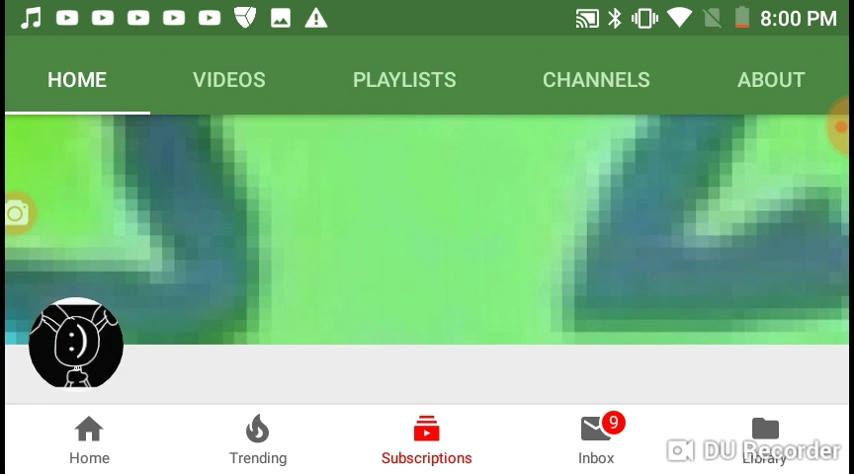 8:00 PM
HOME VIDEOS PLAYLISTS CHANNELS ABOUT
:)
9
Home Trending Subscriptions Inbox Library
DU Recorder